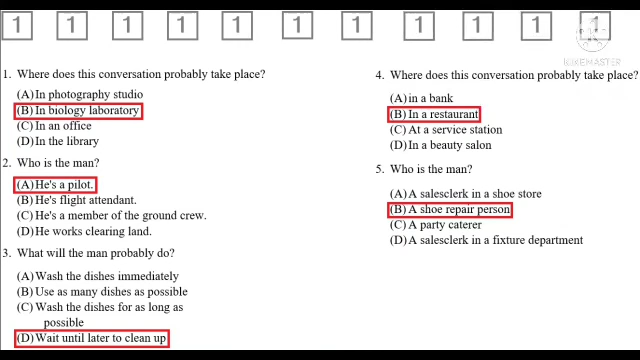 1 1 1 1 1 1 1 1 1 1 1
KINEMASTER
1. Where does this conversation probably take place?
(A) In photography studio
(B) In biology laboratory
(C) In an office
(D) In the library
2. Who is the man?
(A) He's a pilot.
(B) He's flight attendant.
(C) He's a member of the ground crew.
(D) He works clearing land.
3. What will the man probably do?
(A) Wash the dishes immediately
(B) Use as many dishes as possible
(C) Wash the dishes for as long as
possible
(D) Wait until later to clean up
4. Where does this conversation probably take place?
(A) in a bank
(B) In a restaurant
(C) At a service station
(D) In a beauty salon
5. Who is the man?
(A) A salesclerk in a shoe store
(B) A shoe repair person
(C) A party caterer
(D) A salesclerk in a fixture department